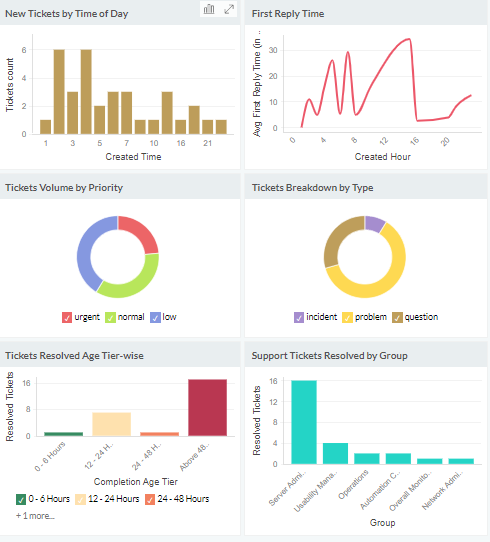 New Tickets by Time of Day
Tickets count
6
4
2
0
1
3
5
7
10
16
21
Created Time
First Reply Time
Avg First Reply Time (in ..
30
20
10
0
0
4
8
12
16
20
Created Hour
Tickets Volume by Priority
urgent
normal
low
Tickets Breakdown by Type
incident
problem
question
Tickets Resolved Age Tier-wise
Resolved Tickets
16
8
0
0 - 6 Hours
12 - 24 H..
24 - 48 H..
Above 48..
Completion Age Tier
0 - 6 Hours
12 - 24 Hours
24 - 48 Hours
+ 1 more...
Support Tickets Resolved by Group
Resolved Tickets
16
12
8
4
0
Server Admi..
Usability Mana..
Operations
Automation C..
Overall Monito..
Network Admi..
Group